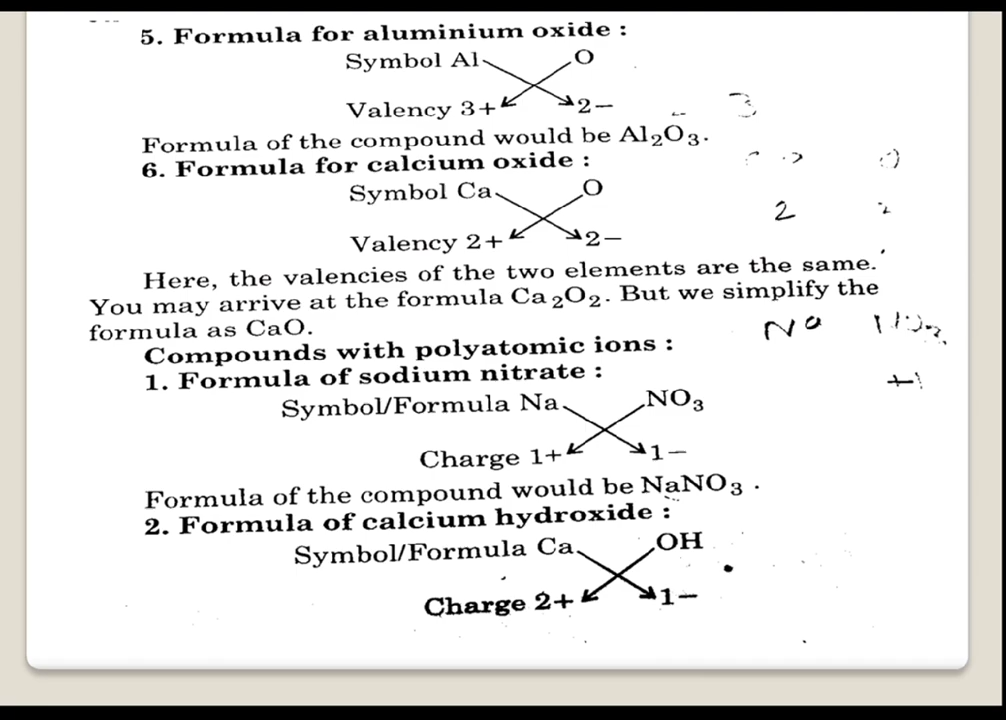 5. Formula for aluminium oxide :
Symbol Al O
Valency 3+ 2−
3
Formula of the compound would be Al₂O₃.
6. Formula for calcium oxide :
Symbol Ca O
2
Valency 2+ 2−
Here, the valencies of the two elements are the same.
You may arrive at the formula Ca₂O₂. But we simplify the
formula as CaO.
Na
Compounds with polyatomic ions :
1. Formula of sodium nitrate :
Symbol/Formula Na NO₃
Charge 1+ 1−
Formula of the compound would be NaNO₃ .
2. Formula of calcium hydroxide :
Symbol/Formula Ca OH
Charge 2+ 1−